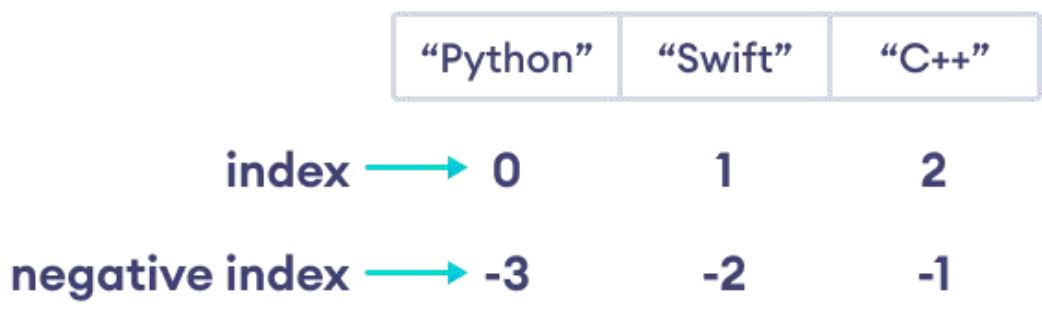 “Python” “Swift” “C++”
index 0 1 2
negative index -3 -2 -1